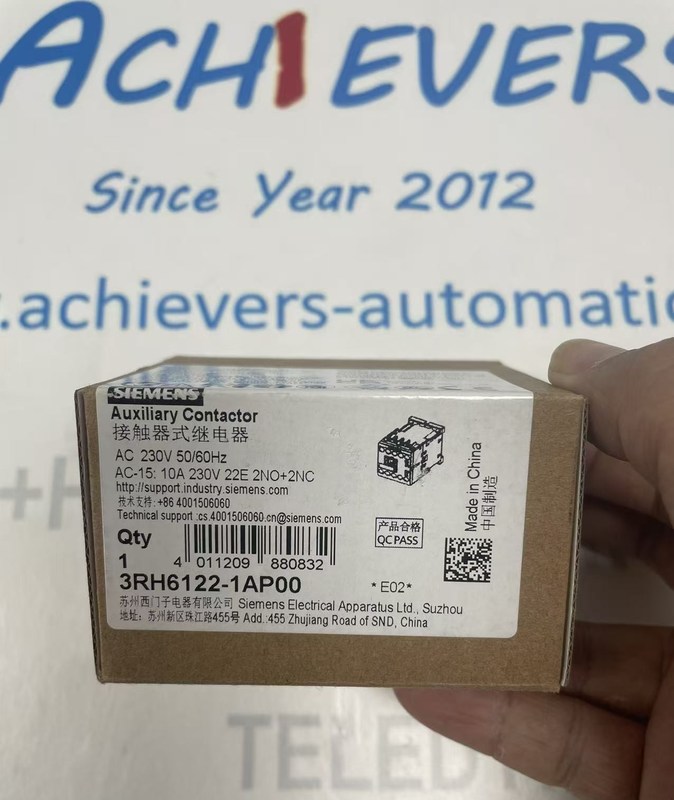 ACHIEVERS
Since Year 2012
.achievers-automatio
SIEMENS
Auxiliary Contactor
接触器式继电器
AC 230V 50/60Hz
AC-15: 10A 230V 22E 2NO+2NC
http://support.industry.siemens.com
技术支持: +86 4001506060
Technical support :cs.4001506060.cn@siemens.com
Qty
1
4 011209 880832
3RH6122-1AP00
产品合格
QC PASS
*E02*
Made in China
中国制造
苏州西门子电器有限公司 Siemens Electrical Apparatus Ltd., Suzhou
地址: 苏州新区珠江路455号 Add.:455 Zhujiang Road of SND, China
TELED